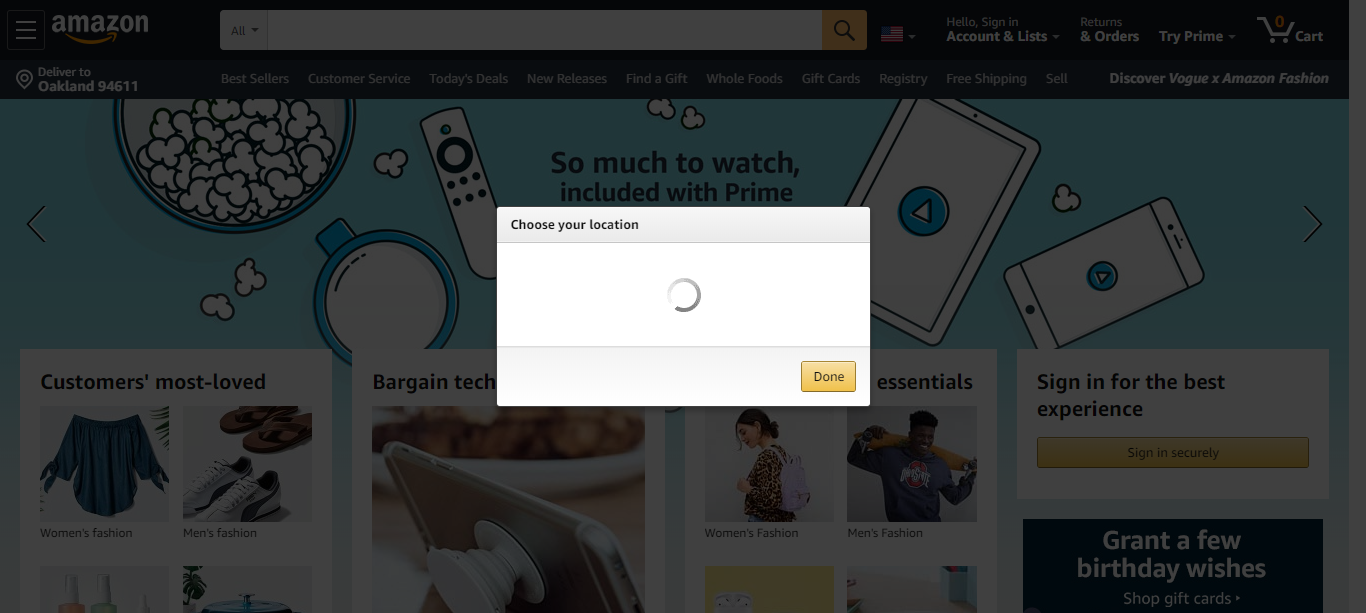 amazon
All
Hello, Sign in
Account & Lists
Returns
& Orders
Try Prime
0
Cart
Deliver to
Oakland 94611
Best Sellers
Customer Service
Today's Deals
New Releases
Find a Gift
Whole Foods
Gift Cards
Registry
Free Shipping
Sell
Discover Vogue x Amazon Fashion
So much to watch,
included with Prime
Choose your location
Done
Customers' most-loved
Women's fashion
Men's fashion
Bargain tech
essentials
Women's Fashion
Men's Fashion
Sign in for the best
experience
Sign in securely
Grant a few
birthday wishes
Shop gift cards